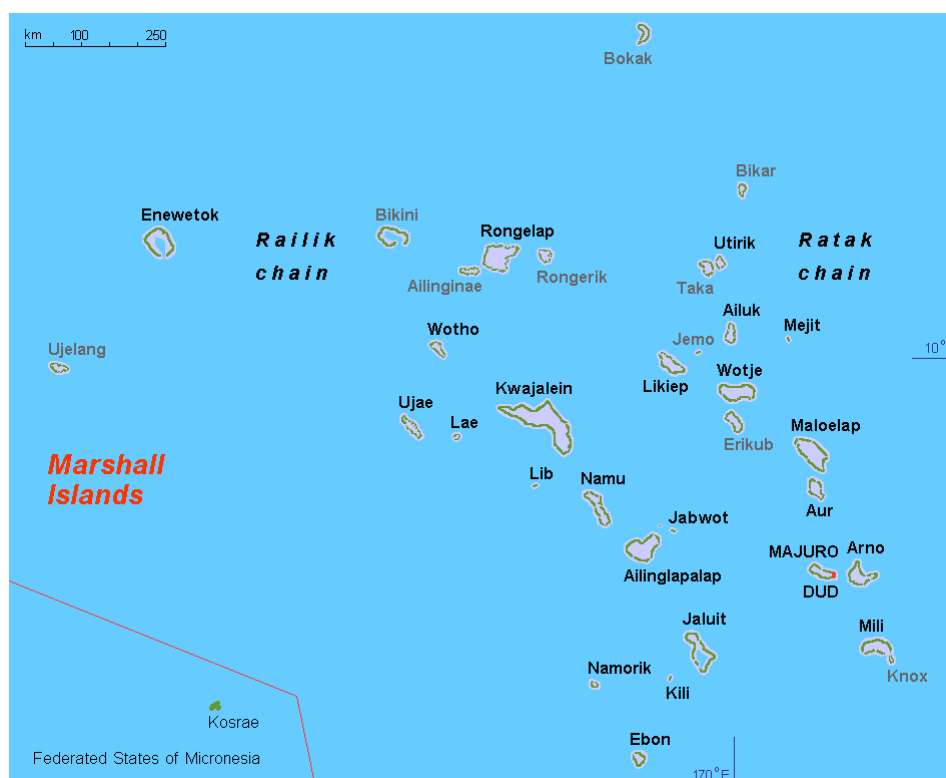 km 100 250
Bokak
Bikar
Enewetok
Bikini
Railik
chain
Rongelap
Utirik
Ratak
chain
Ailinginae
Rongerik
Taka
Ailuk
Mejit
Wotho
Jemo
Ujelang
10°
Likiep
Wotje
Kwajalein
Ujae
Lae
Erikub
Maloelap
Marshall
Islands
Lib
Namu
Aur
Jabwot
MAJURO
Arno
Ailinglapalap
DUD
Jaluit
Mili
Namorik
Kili
Knox
Kosrae
Ebon
Federated States of Micronesia
170°E